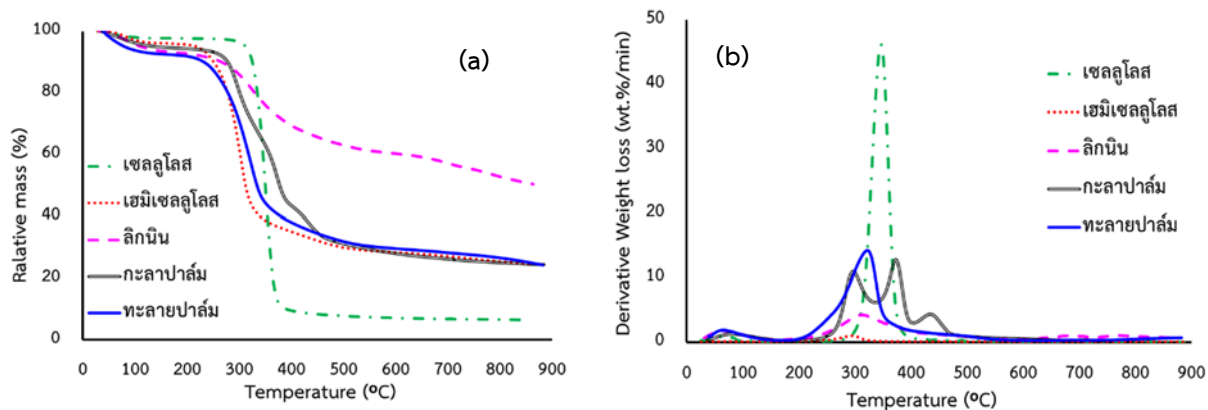 (a)
Ralative mass (%)
100
80
60
40
20
0
เซลลูโลส
เฮมิเซลลูโลส
ลิกนิน
กะลาปาล์ม
ทะลายปาล์ม
0 100 200 300 400 500 600 700 800 900
Temperature (ºC)
(b)
Derivative Weight loss (wt.%/min)
50
40
30
20
10
0
เซลลูโลส
เฮมิเซลลูโลส
ลิกนิน
กะลาปาล์ม
ทะลายปาล์ม
0 100 200 300 400 500 600 700 800 900
Temperature (ºC)